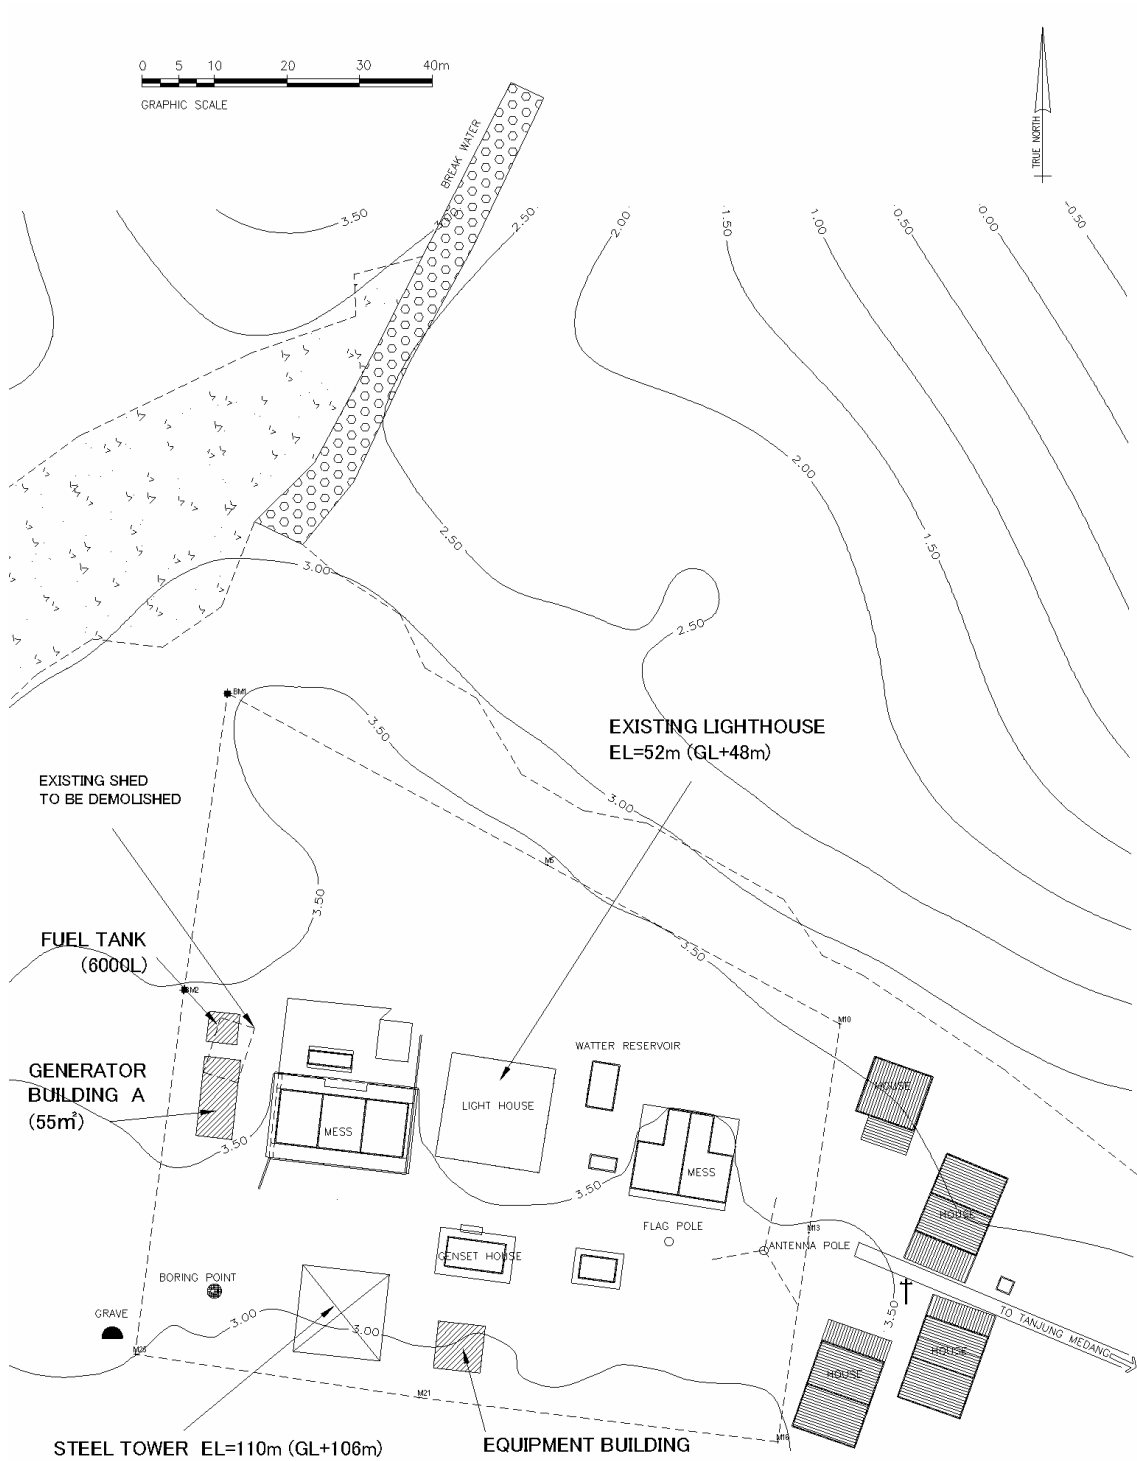 0 5 10 20 30 40m
GRAPHIC SCALE
TRUE NORTH
BREAK WATER
3.50
3.00
2.50
2.00
1.50
1.00
0.50
0.00
-0.50
2.00
1.50
2.50
3.00
2.50
BM1
3.50
EXISTING LIGHTHOUSE
EL=52m (GL+48m)
EXISTING SHED
TO BE DEMOLISHED
3.00
M5
3.50
FUEL TANK
(6000L)
3.50
BM2
M10
WATTER RESERVOIR
GENERATOR
BUILDING A
(55㎡)
HOUSE
LIGHT HOUSE
MESS
3.50
MESS
3.50
HOUSE
FLAG POLE
M13
ANTENNA POLE
GENSET HOUSE
BORING POINT
GRAVE
3.00
3.00
3.50
TO TANJUNG MEDANG
M25
HOUSE
HOUSE
M21
M16
STEEL TOWER EL=110m (GL+106m)
EQUIPMENT BUILDING